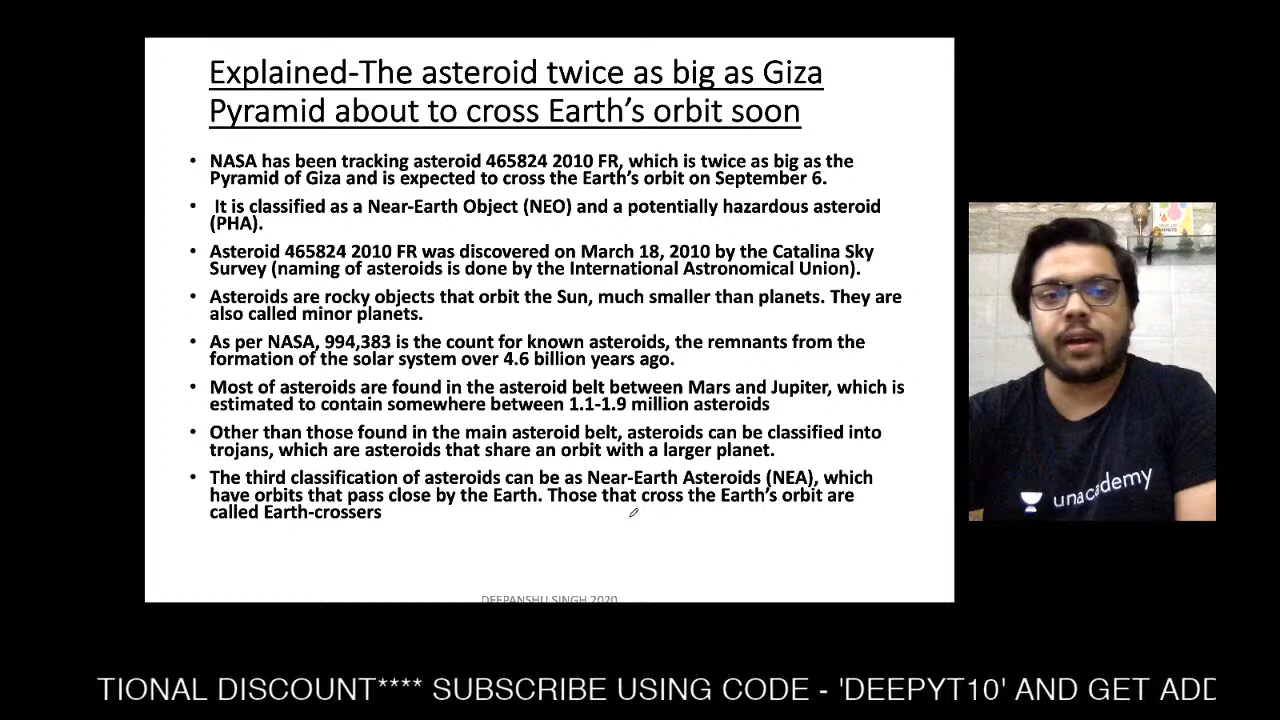 Explained-The asteroid twice as big as Giza
Pyramid about to cross Earth's orbit soon
• NASA has been tracking asteroid 465824 2010 FR, which is twice as big as the
Pyramid of Giza and is expected to cross the Earth's orbit on September 6.
• It is classified as a Near-Earth Object (NEO) and a potentially hazardous asteroid
(PHA).
• Asteroid 465824 2010 FR was discovered on March 18, 2010 by the Catalina Sky
Survey (naming of asteroids is done by the International Astronomical Union).
• Asteroids are rocky objects that orbit the Sun, much smaller than planets. They are
also called minor planets.
• As per NASA, 994,383 is the count for known asteroids, the remnants from the
formation of the solar system over 4.6 billion years ago.
• Most of asteroids are found in the asteroid belt between Mars and Jupiter, which is
estimated to contain somewhere between 1.1-1.9 million asteroids
• Other than those found in the main asteroid belt, asteroids can be classified into
trojans, which are asteroids that share an orbit with a larger planet.
• The third classification of asteroids can be as Near-Earth Asteroids (NEA), which
have orbits that pass close by the Earth. Those that cross the Earth's orbit are
called Earth-crossers
DEEPANSHU SINGH 2020
unacademy
TIONAL DISCOUNT**** SUBSCRIBE USING CODE - 'DEEPYT10' AND GET ADD